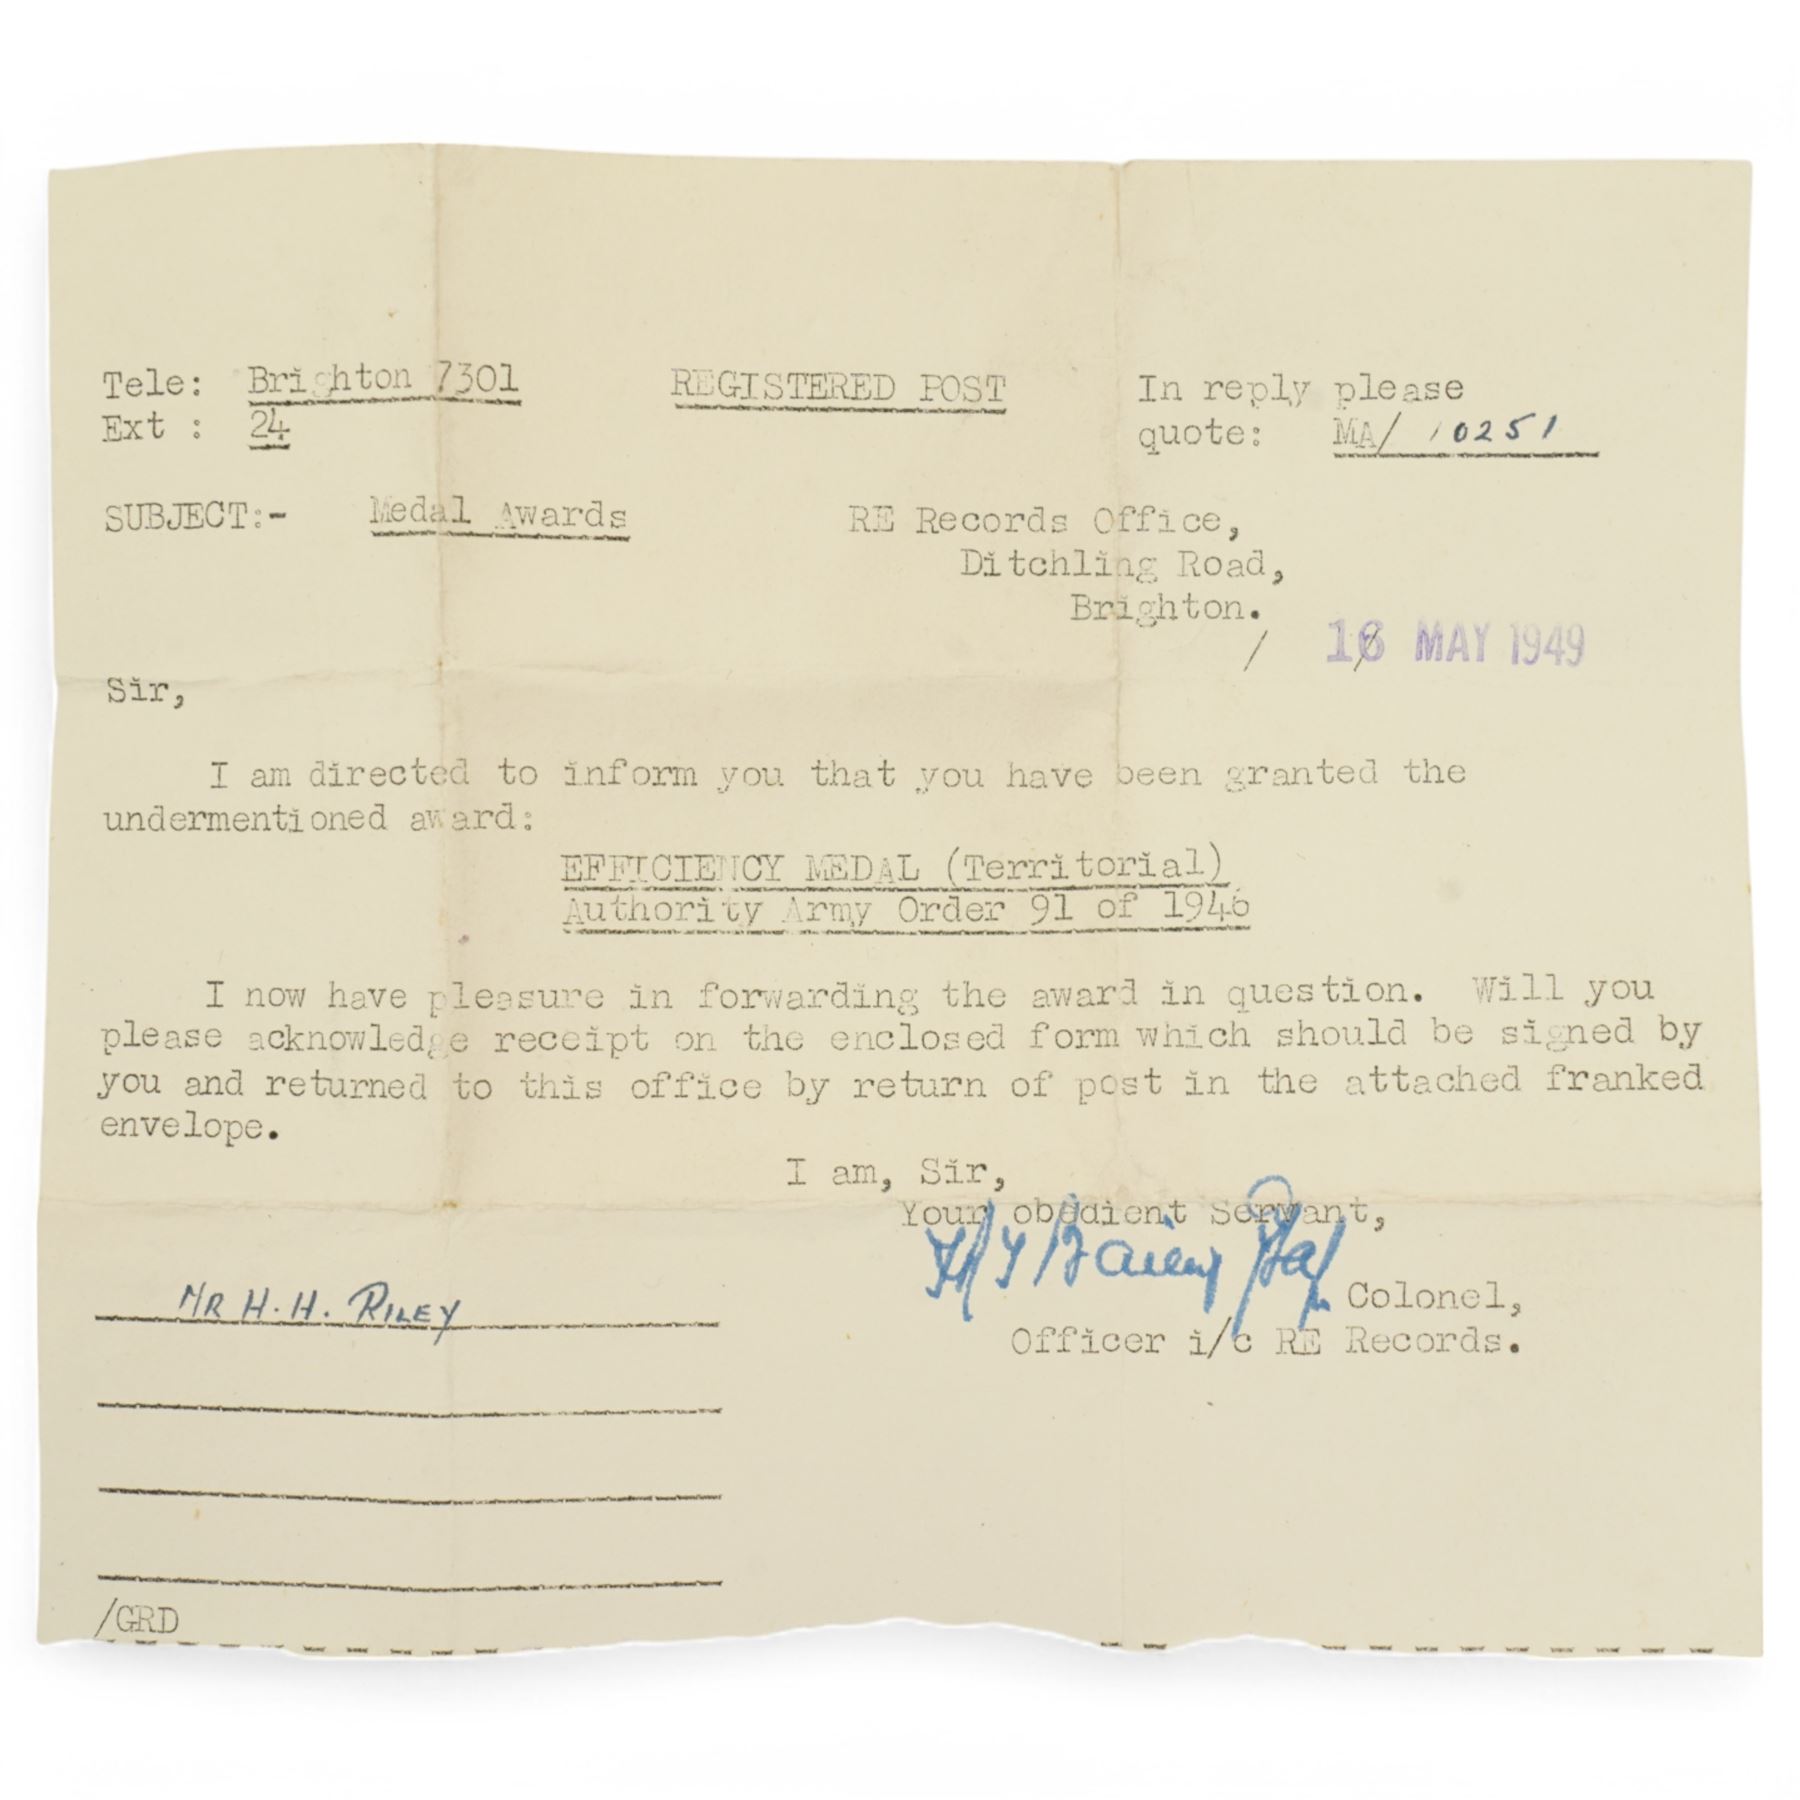 Tele: Brighton 7301 REGISTERED POST In reply please
Ext : 24 quote: MA/ 10251
SUBJECT:- Medal Awards RE Records Office,
Ditchling Road,
Brighton.
/ 16 / MAY 1949
Sir,
I am directed to inform you that you have been granted the
undermentioned award:
EFFICIENCY MEDAL (Territorial)
Authority Army Order 91 of 1946
I now have pleasure in forwarding the award in question. Will you
please acknowledge receipt on the enclosed form which should be signed by
you and returned to this office by return of post in the attached franked
envelope.
I am, Sir,
Your obedient Servant,
Colonel,
Officer i/c RE Records.
MR H. H. RILEY
/GRD